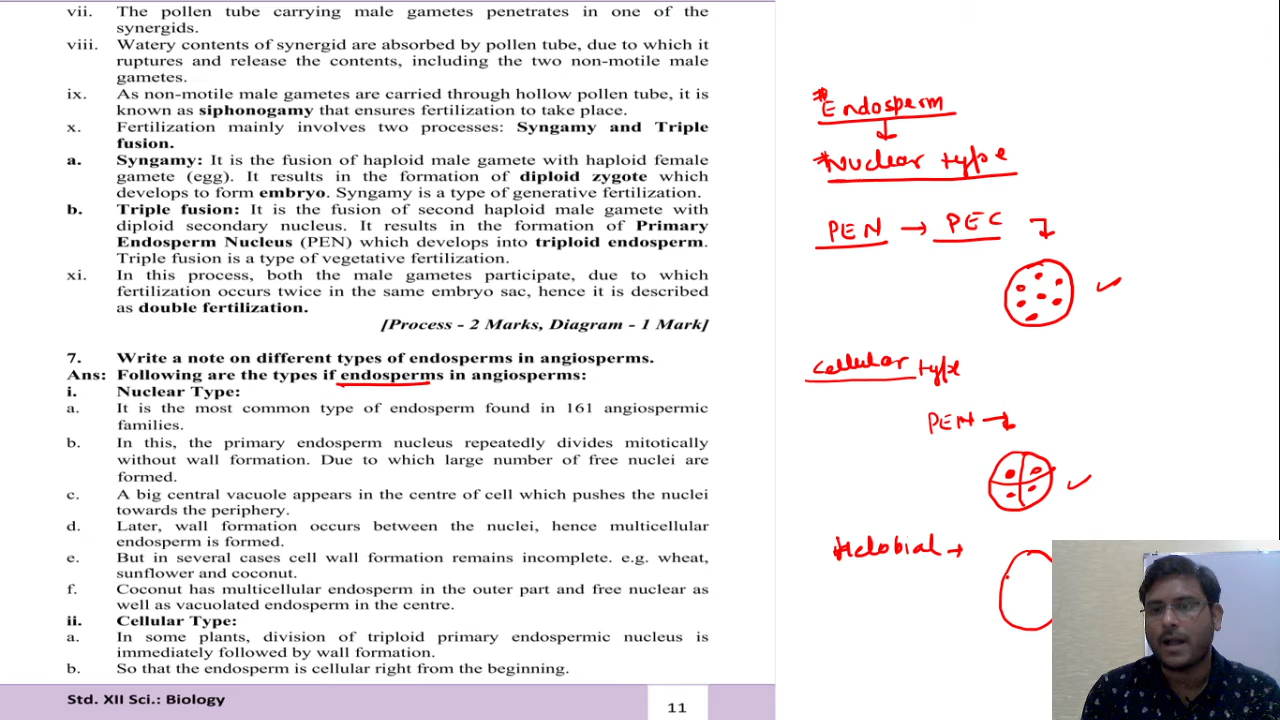 vii. The pollen tube carrying male gametes penetrates in one of the
synergids.
viii. Watery contents of synergid are absorbed by pollen tube, due to which it
ruptures and release the contents, including the two non-motile male
gametes.
ix. As non-motile male gametes are carried through hollow pollen tube, it is
known as siphonogamy that ensures fertilization to take place.
x. Fertilization mainly involves two processes: Syngamy and Triple
fusion.
a. Syngamy: It is the fusion of haploid male gamete with haploid female
gamete (egg). It results in the formation of diploid zygote which
develops to form embryo. Syngamy is a type of generative fertilization.
b. Triple fusion: It is the fusion of second haploid male gamete with
diploid secondary nucleus. It results in the formation of Primary
Endosperm Nucleus (PEN) which develops into triploid endosperm.
Triple fusion is a type of vegetative fertilization.
xi. In this process, both the male gametes participate, due to which
fertilization occurs twice in the same embryo sac, hence it is described
as double fertilization.
[Process - 2 Marks, Diagram - 1 Mark]
7. Write a note on different types of endosperms in angiosperms.
Ans: Following are the types if endosperms in angiosperms:
i. Nuclear Type:
a. It is the most common type of endosperm found in 161 angiospermic
families.
b. In this, the primary endosperm nucleus repeatedly divides mitotically
without wall formation. Due to which large number of free nuclei are
formed.
c. A big central vacuole appears in the centre of cell which pushes the nuclei
towards the periphery.
d. Later, wall formation occurs between the nuclei, hence multicellular
endosperm is formed.
e. But in several cases cell wall formation remains incomplete. e.g. wheat,
sunflower and coconut.
f. Coconut has multicellular endosperm in the outer part and free nuclear as
well as vacuolated endosperm in the centre.
ii. Cellular Type:
a. In some plants, division of triploid primary endospermic nucleus is
immediately followed by wall formation.
b. So that the endosperm is cellular right from the beginning.
Std. XII Sci.: Biology
11
*Endosperm
*Nuclear type
PEN → PEC
Cellular type
PEN →
Helobial →